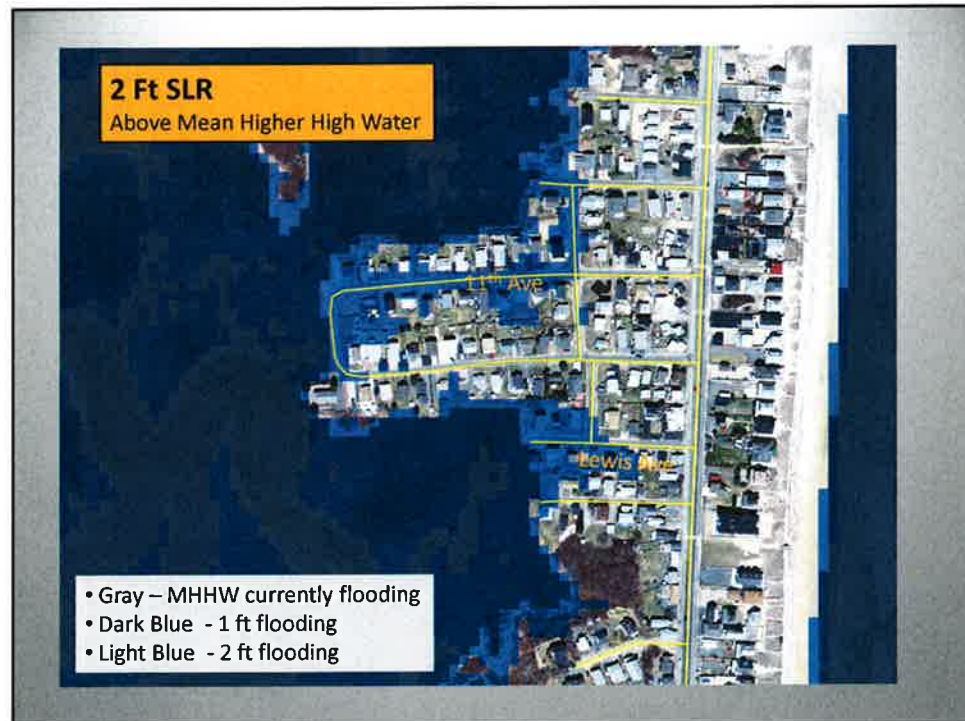 2 Ft SLR
Above Mean Higher High Water
11th Ave
Lewis Ave
• Gray – MHHW currently flooding
• Dark Blue - 1 ft flooding
• Light Blue - 2 ft flooding